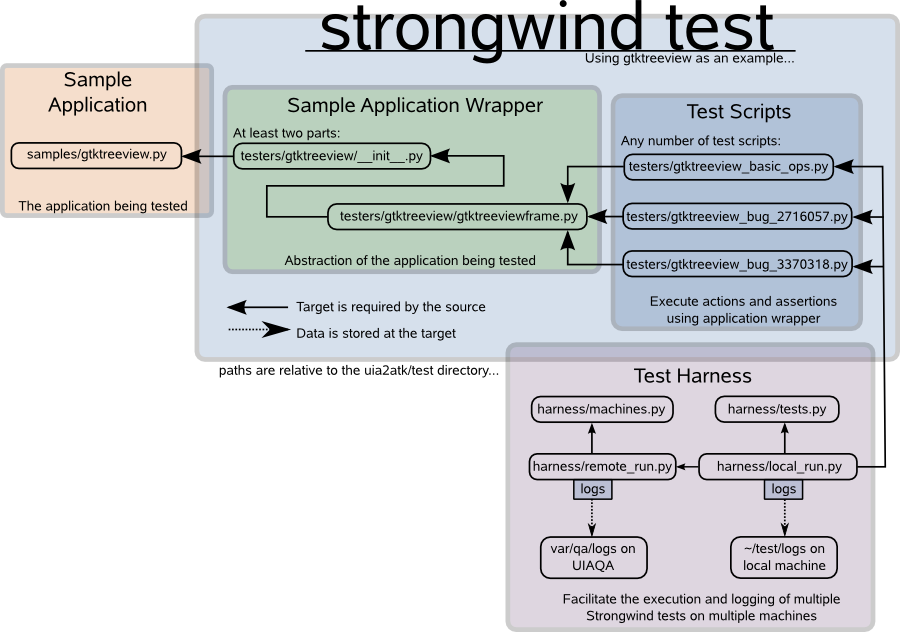 strongwind test
Using gtktreeview as an example...
Sample
Application
samples/gtktreeview.py
The application being tested
Sample Application Wrapper
At least two parts:
testers/gtktreeview/__init__.py
testers/gtktreeview/gtktreeviewframe.py
Abstraction of the application being tested
Test Scripts
Any number of test scripts:
testers/gtktreeview_basic_ops.py
testers/gtktreeview_bug_2716057.py
testers/gtktreeview_bug_3370318.py
Execute actions and assertions
using application wrapper
Target is required by the source
Data is stored at the target
paths are relative to the uia2atk/test directory...
Test Harness
harness/machines.py
harness/tests.py
harness/remote_run.py
harness/local_run.py
logs
logs
var/qa/logs on
UIAQA
~/test/logs on
local machine
Facilitate the execution and logging of multiple
Strongwind tests on multiple machines